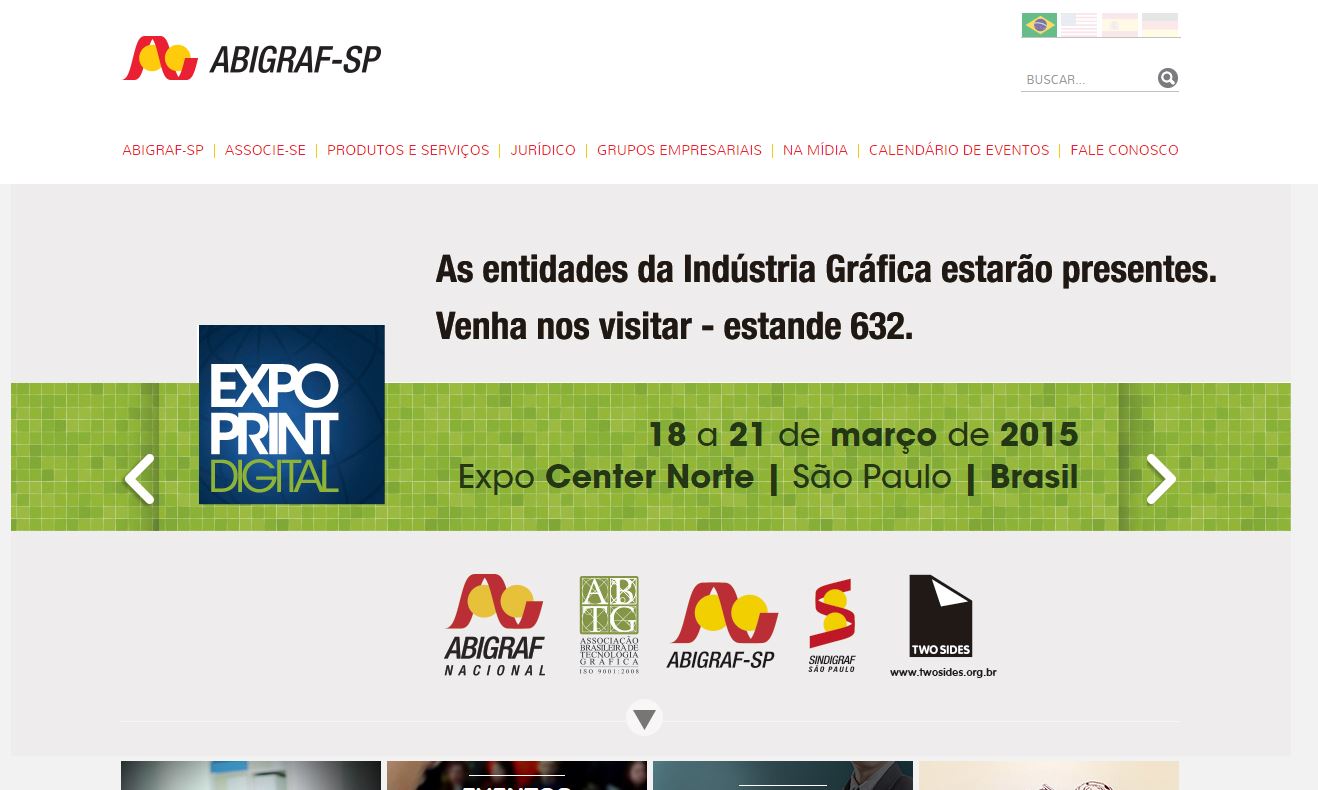 ABIGRAF-SP
BUSCAR...
ABIGRAF-SP | ASSOCIE-SE | PRODUTOS E SERVIÇOS | JURÍDICO | GRUPOS EMPRESARIAIS | NA MÍDIA | CALENDÁRIO DE EVENTOS | FALE CONOSCO
As entidades da Indústria Gráfica estarão presentes.
Venha nos visitar - estande 632.
EXPO
PRINT
DIGITAL
18 a 21 de março de 2015
Expo Center Norte | São Paulo | Brasil
ABIGRAF
NACIONAL
AB
TG
ASSOCIAÇÃO
BRASILEIRA DE
TECNOLOGIA
GRÁFICA
ISO 9001:2008
ABIGRAF-SP
SINDIGRAF
SÃO PAULO
TWO SIDES
www.twosides.org.br
EVENTOS